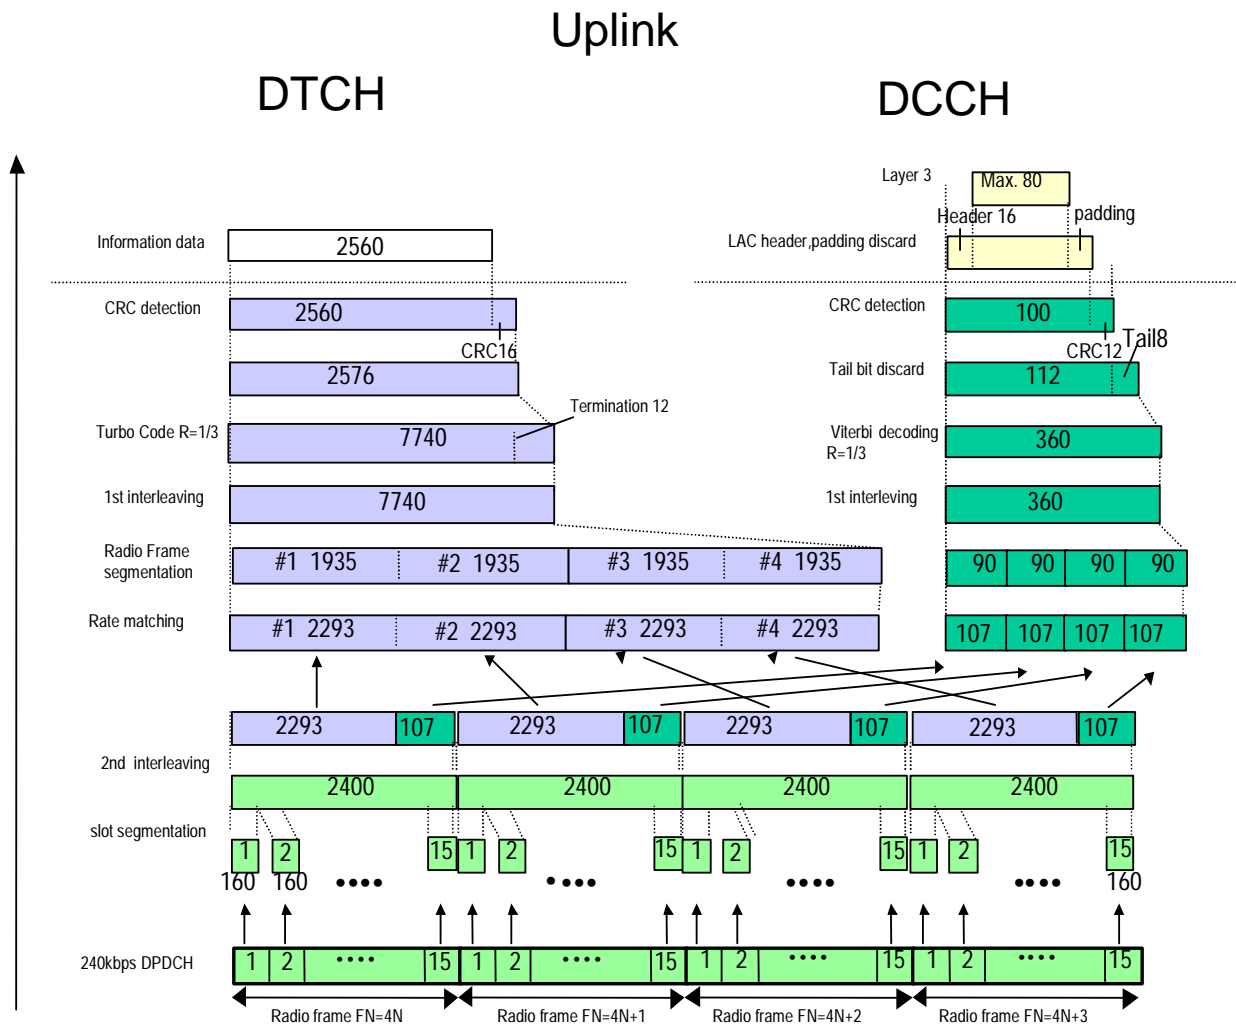 Uplink
DTCH DCCH
Layer 3 Max. 80
Header 16 padding
Information data 2560 LAC header,padding discard
CRC detection 2560 CRC detection 100
CRC16 CRC12 Tail8
2576 Tail bit discard 112
Termination 12
Turbo Code R=1/3 7740 Viterbi decoding R=1/3 360
1st interleaving 7740 1st interleving 360
Radio Frame segmentation #1 1935 #2 1935 #3 1935 #4 1935 90 90 90 90
Rate matching #1 2293 #2 2293 #3 2293 #4 2293 107 107 107 107
2293 107 2293 107 2293 107 2293 107
2nd interleaving
2400 2400 2400 2400
slot segmentation
1 2 15 1 2 15 1 2 15 1 2 15
160 160 •••• •••• •••• •••• 160
240kbps DPDCH 1 2 •••• 15 1 2 •••• 15 1 2 •••• 15 1 2 •••• 15
Radio frame FN=4N Radio frame FN=4N+1 Radio frame FN=4N+2 Radio frame FN=4N+3